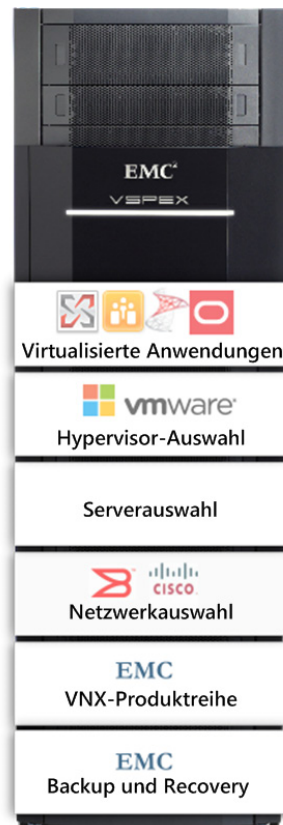 EMC²
VSPEX
Virtualisierte Anwendungen
vmware
Hypervisor-Auswahl
Serverauswahl
CISCO
Netzwerkauswahl
EMC
VNX-Produktreihe
EMC
Backup und Recovery